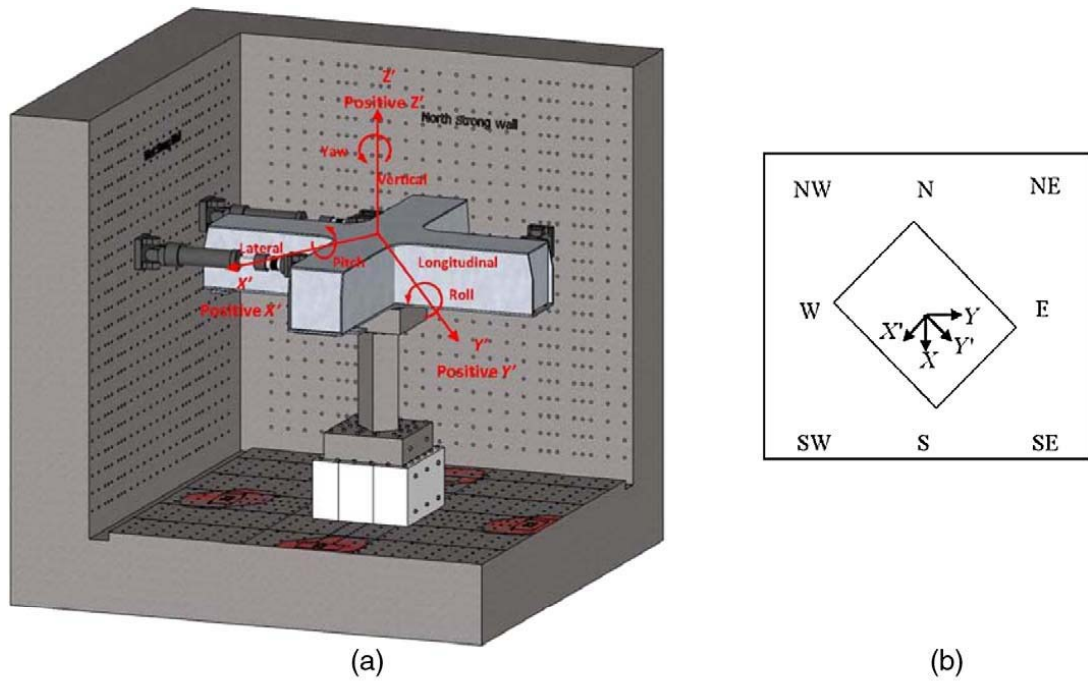 Z'
Positive Z'
North Strong wall
Yaw
Vertical
Lateral
Pitch
Longitudinal
X'
Roll
Positive X'
Y'
Positive Y'
(a)
NW N NE
W E
Y
X' Y'
X
SW S SE
(b)